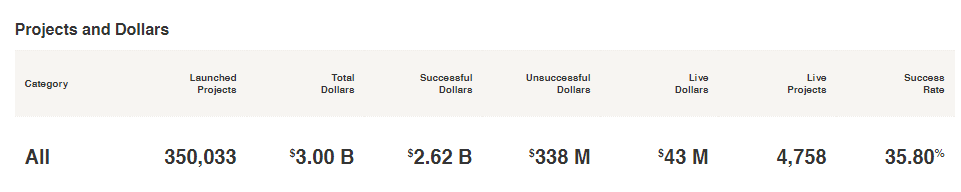 Projects and Dollars
Category Launched Projects Total Dollars Successful Dollars Unsuccessful Dollars Live Dollars Live Projects Success Rate
All 350,033 $3.00 B $2.62 B $338 M $43 M 4,758 35.80%